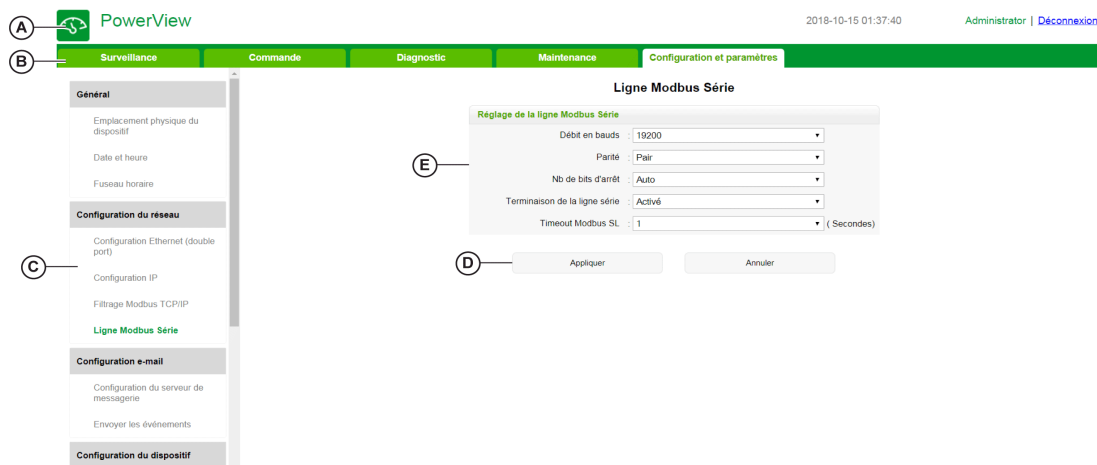 A
PowerView
2018-10-15 01:37:40
Administrator | Déconnexion
B
Surveillance
Commande
Diagnostic
Maintenance
Configuration et paramètres
Général
Emplacement physique du
dispositif
Date et heure
Fuseau horaire
Configuration du réseau
Configuration Ethernet (double
port)
C
Configuration IP
Filtrage Modbus TCP/IP
Ligne Modbus Série
Configuration e-mail
Configuration du serveur de
messagerie
Envoyer les événements
Configuration du dispositif
Ligne Modbus Série
Réglage de la ligne Modbus Série
E
Débit en bauds : 19200
Parité : Pair
Nb de bits d'arrêt : Auto
Terminaison de la ligne série : Activé
Timeout Modbus SL : 1 ( Secondes)
D
Appliquer
Annuler